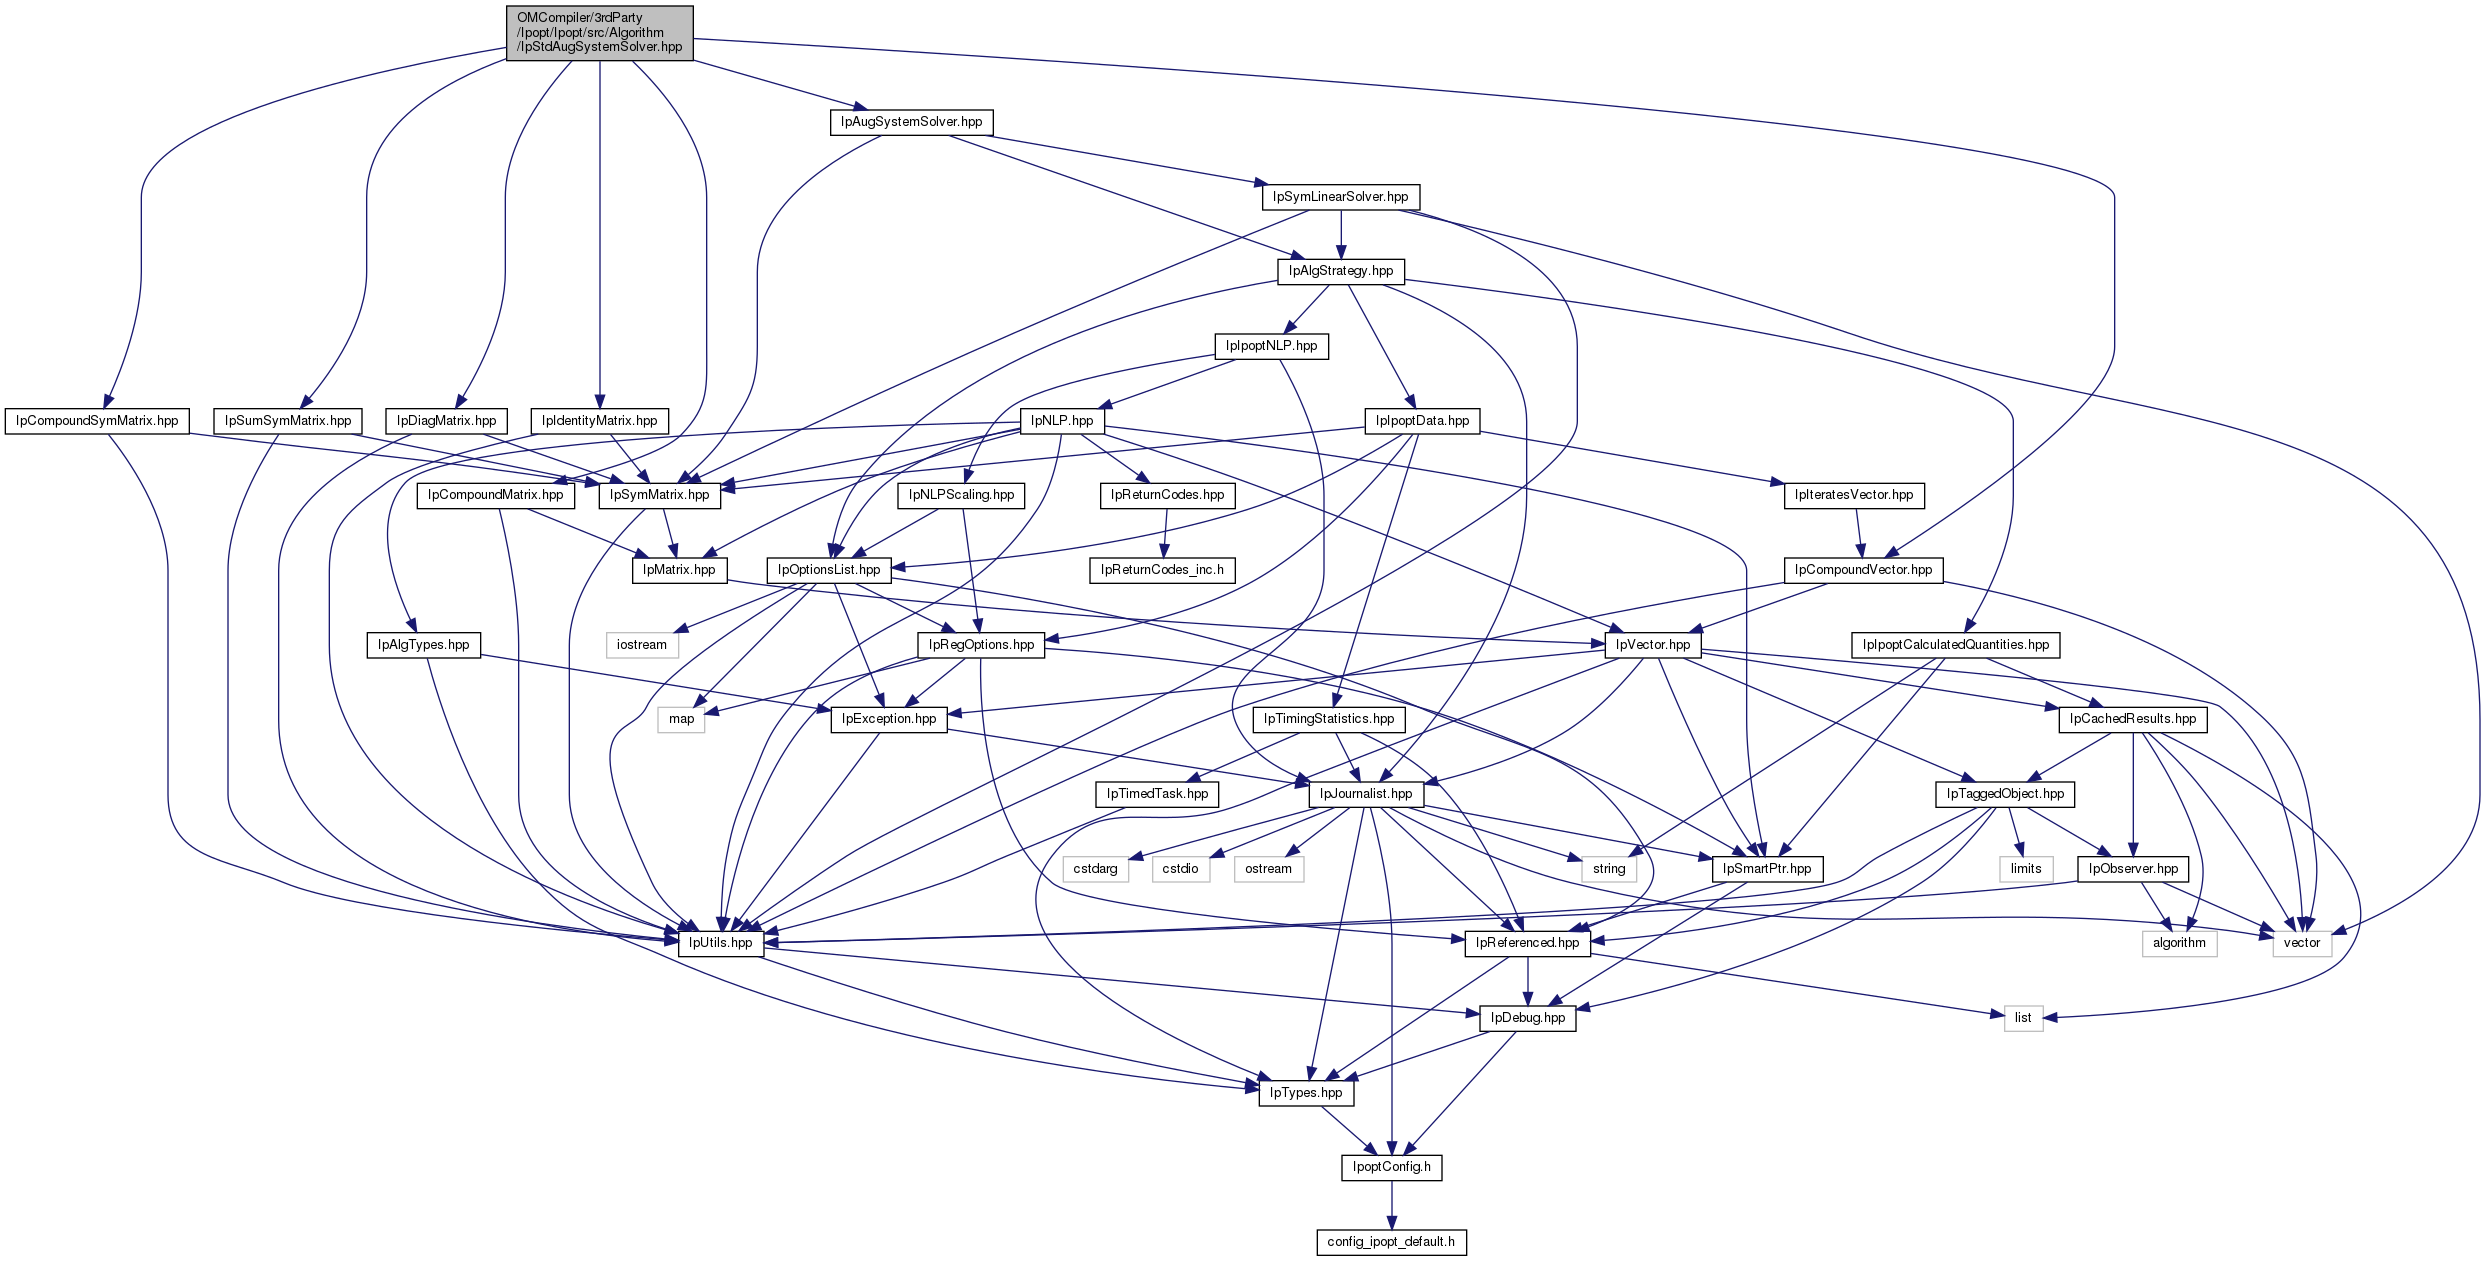 OMCompiler/3rdParty
/Ipopt/Ipopt/src/Algorithm
/IpStdAugSystemSolver.hpp
IpAugSystemSolver.hpp
IpSymLinearSolver.hpp
IpAlgStrategy.hpp
IpIpoptNLP.hpp
IpCompoundSymMatrix.hpp
IpSumSymMatrix.hpp
IpDiagMatrix.hpp
IpIdentityMatrix.hpp
IpNLP.hpp
IpIpoptData.hpp
IpCompoundMatrix.hpp
IpSymMatrix.hpp
IpNLPScaling.hpp
IpReturnCodes.hpp
IpIteratesVector.hpp
IpMatrix.hpp
IpOptionsList.hpp
IpReturnCodes_inc.h
IpCompoundVector.hpp
IpAlgTypes.hpp
iostream
IpRegOptions.hpp
IpVector.hpp
IpIpoptCalculatedQuantities.hpp
map
IpException.hpp
IpTimingStatistics.hpp
IpCachedResults.hpp
IpTimedTask.hpp
IpJournalist.hpp
IpTaggedObject.hpp
cstdarg
cstdio
ostream
string
IpSmartPtr.hpp
limits
IpObserver.hpp
IpUtils.hpp
IpReferenced.hpp
algorithm
vector
IpDebug.hpp
list
IpTypes.hpp
IpoptConfig.h
config_ipopt_default.h